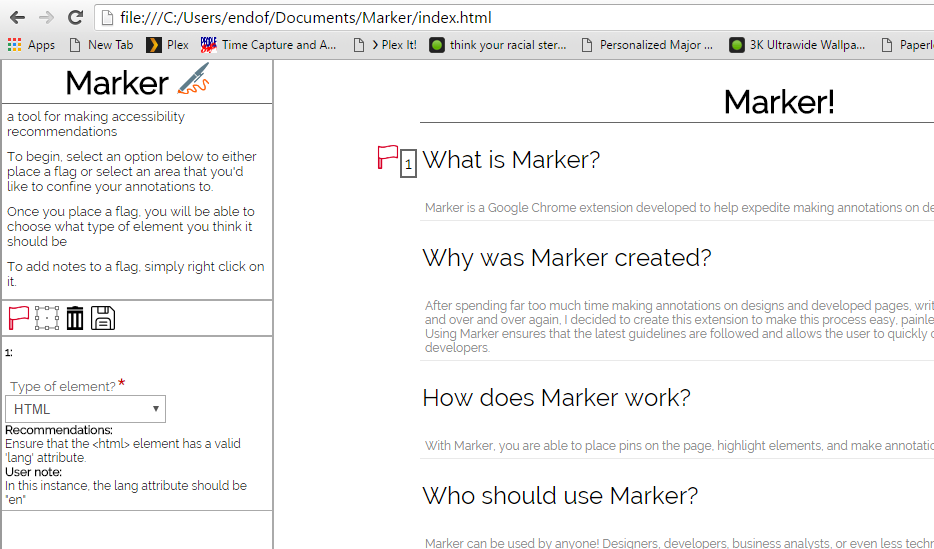 file:///C:/Users/endof/Documents/Marker/index.html
Apps New Tab Plex Time Capture and A... > Plex It! think your racial ster... Personalized Major ... 3K Ultrawide Wallpa...
Marker
a tool for making accessibility
recommendations
To begin, select an option below to either
place a flag or select an area that you'd
like to confine your annotations to.
Once you place a flag, you will be able to
choose what type of element you think it
should be
To add notes to a flag, simply right click on
it.
1:
Type of element?*
HTML
Recommendations:
Ensure that the <html> element has a valid
'lang' attribute.
User note:
In this instance, the lang attribute should be
"en"
Marker!
1
What is Marker?
Marker is a Google Chrome extension developed to help expedite making annotations on de
Why was Marker created?
After spending far too much time making annotations on designs and developed pages, writ
and over and over again, I decided to create this extension to make this process easy, painle
Using Marker ensures that the latest guidelines are followed and allows the user to quickly
developers.
How does Marker work?
With Marker, you are able to place pins on the page, highlight elements, and make annotatio
Who should use Marker?
Marker can be used by anyone! Designers, developers, business analysts, or even less techn